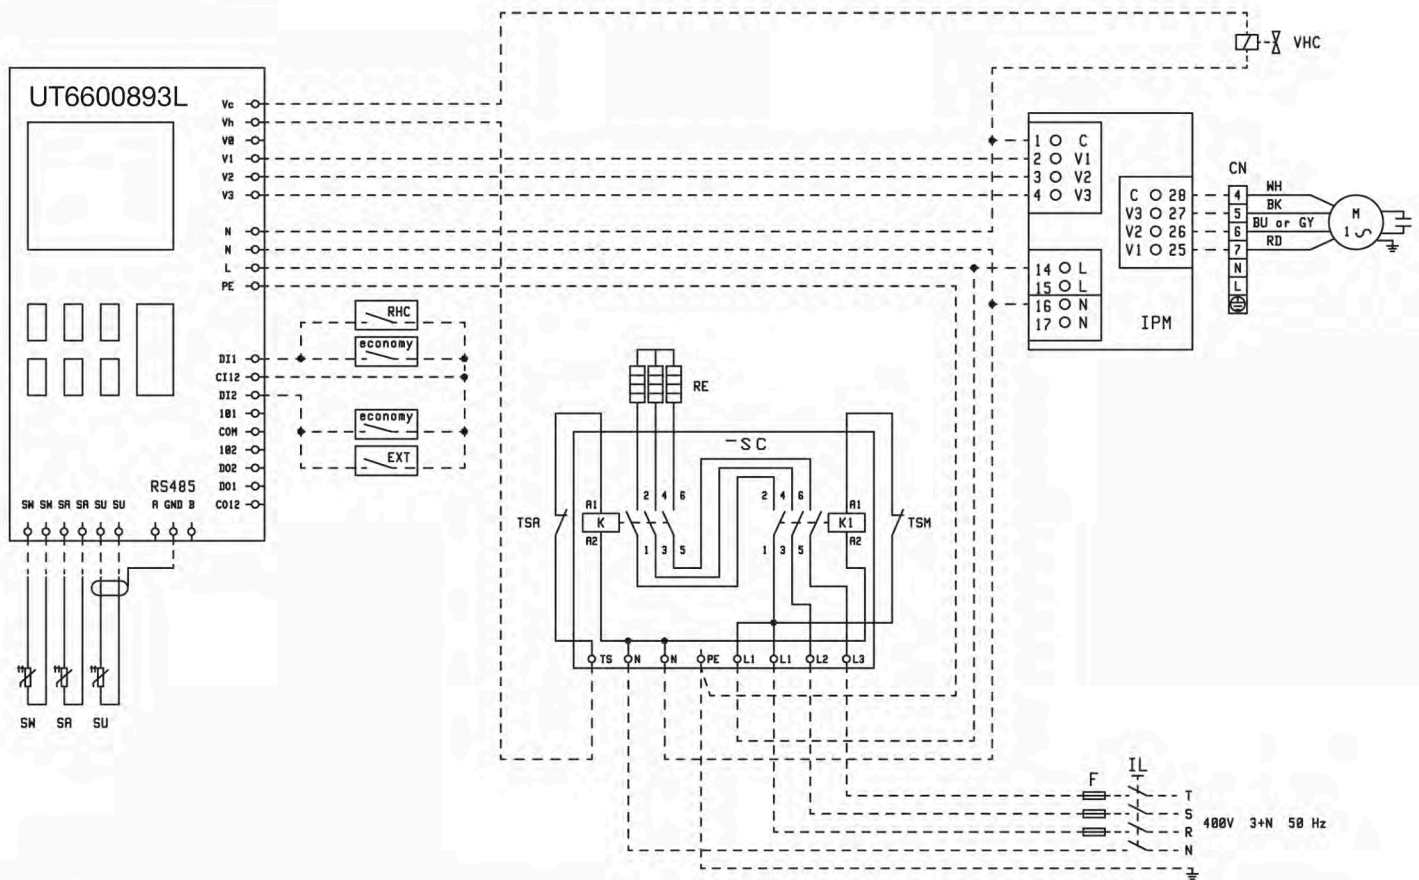 VHC
UT6600893L
Vc
Vh
V0
V1
V2
V3
N
N
L
PE
DI1
CI12
DI2
101
COM
102
DO2
DO1
CO12
RS485
SW SW SA SA SU SU A GND B
SW SA SU
RHC
economy
economy
EXT
1 C
2 V1
3 V2
4 V3
14 L
15 L
16 N
17 N
C 28
V3 27
V2 26
V1 25
IPM
CN
4 WH
5 BK
6 BU or GY
7 RD
N
L
M
1
RE
SC
2 4 6
2 4 6
A1
K
A2
A1
K1
A2
1 3 5
1 3 5
TSA
TSM
TS N N PE L1 L1 L2 L3
F IL
T
S
R
N
400V 3+N 50 Hz